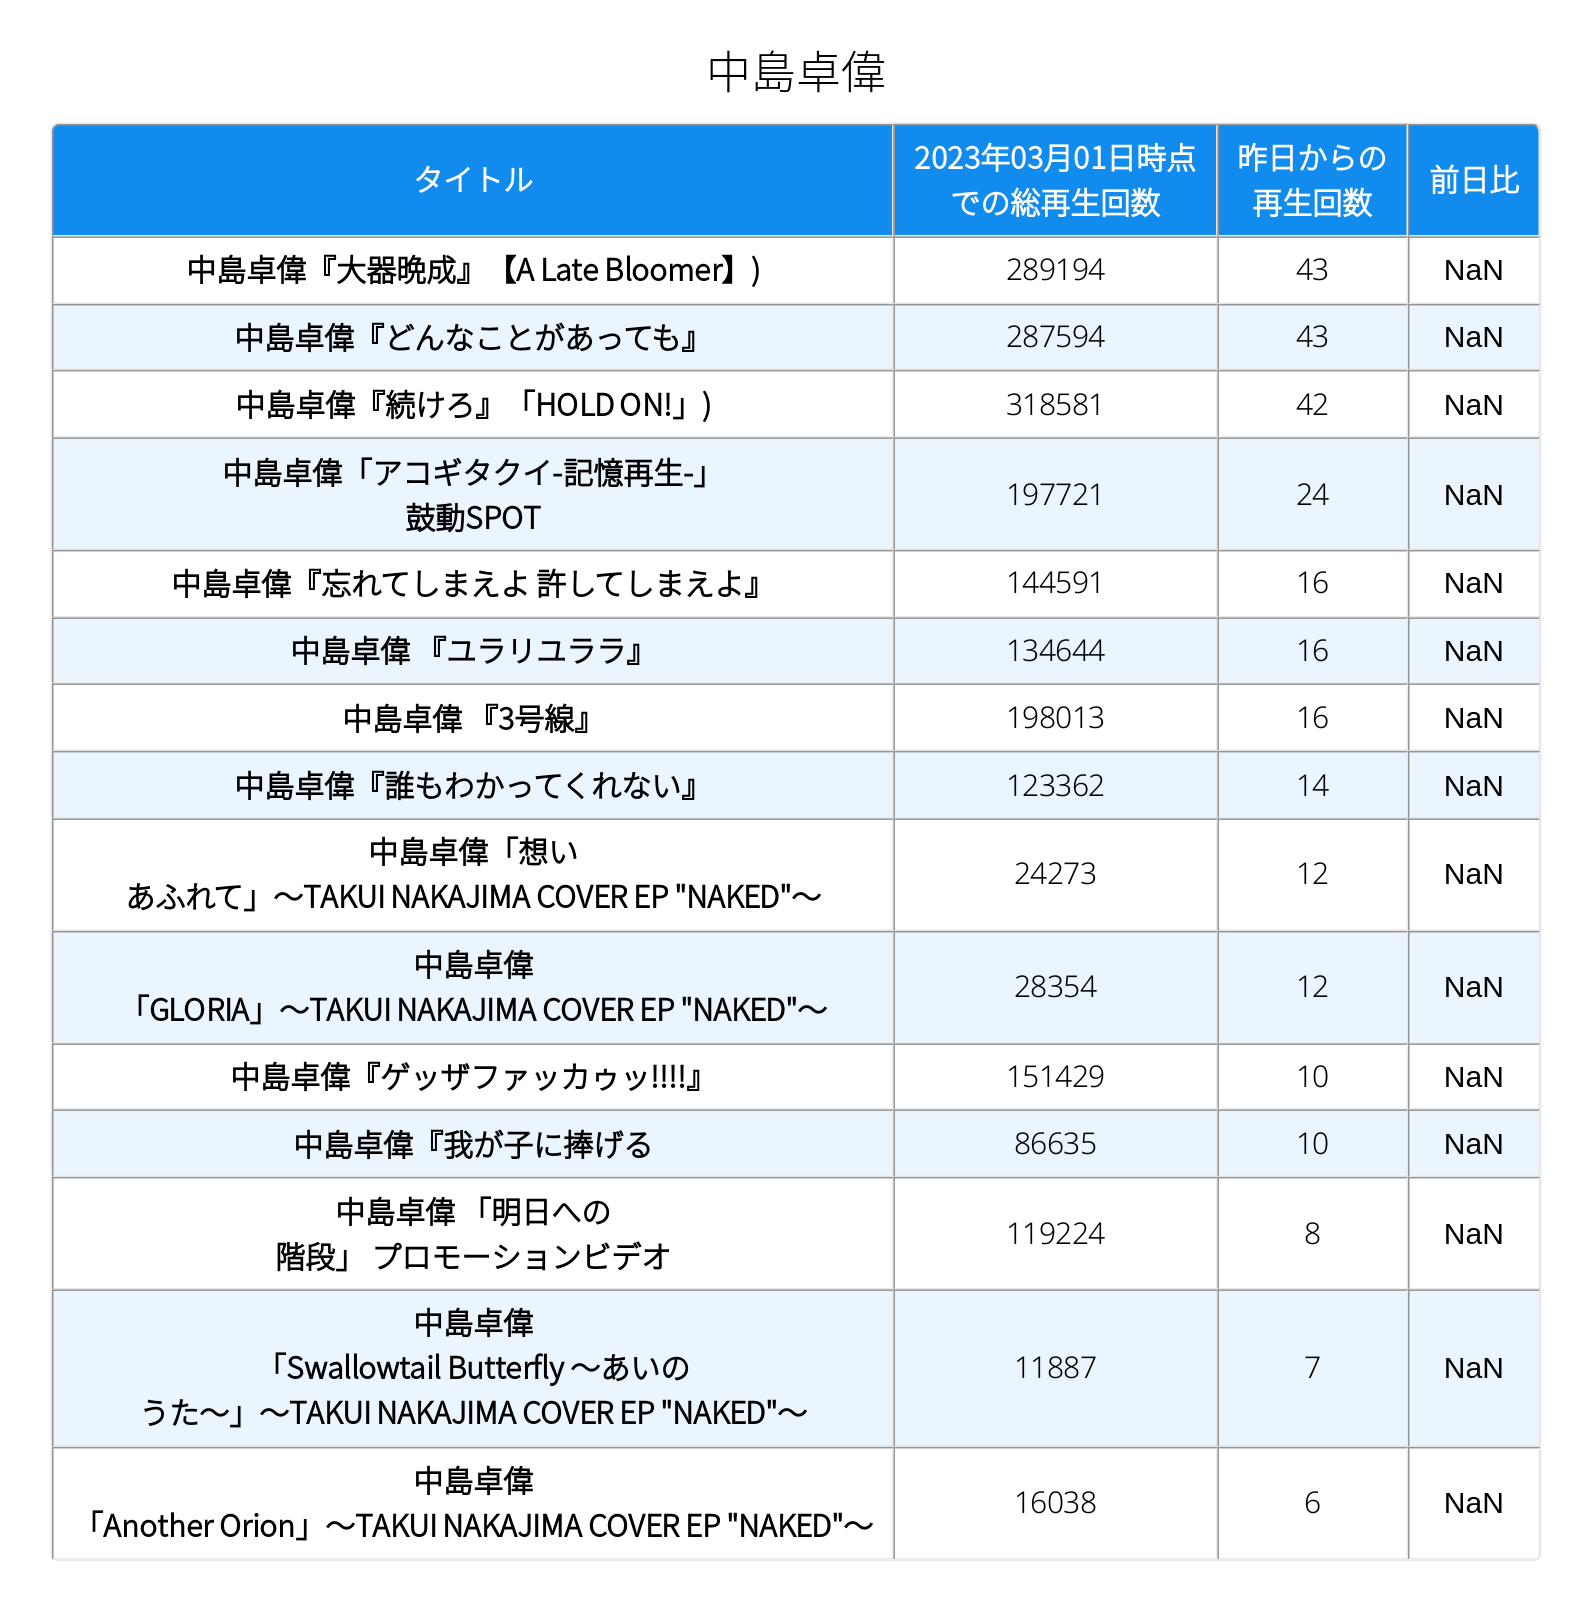 中島卓偉
タイトル
2023年03月01日時点
での総再生回数
昨日からの
再生回数
前日比
中島卓偉『大器晩成』【A Late Bloomer】) 289194 43 NaN
中島卓偉『どんなことがあっても』 287594 43 NaN
中島卓偉『続けろ』「HOLD ON!」) 318581 42 NaN
中島卓偉「アコギタクイ-記憶再生-」
鼓動SPOT
197721 24 NaN
中島卓偉『忘れてしまえよ 許してしまえよ』 144591 16 NaN
中島卓偉 『ユラリユララ』 134644 16 NaN
中島卓偉 『3号線』 198013 16 NaN
中島卓偉『誰もわかってくれない』 123362 14 NaN
中島卓偉「想い
あふれて」～TAKUI NAKAJIMA COVER EP "NAKED"～
24273 12 NaN
中島卓偉
「GLORIA」～TAKUI NAKAJIMA COVER EP "NAKED"～
28354 12 NaN
中島卓偉『ゲッザファッカゥッ!!!!』 151429 10 NaN
中島卓偉『我が子に捧げる 86635 10 NaN
中島卓偉 「明日への
階段」 プロモーションビデオ
119224 8 NaN
中島卓偉
「Swallowtail Butterfly ～あいの
うた～」～TAKUI NAKAJIMA COVER EP "NAKED"～
11887 7 NaN
中島卓偉
「Another Orion」～TAKUI NAKAJIMA COVER EP "NAKED"～
16038 6 NaN